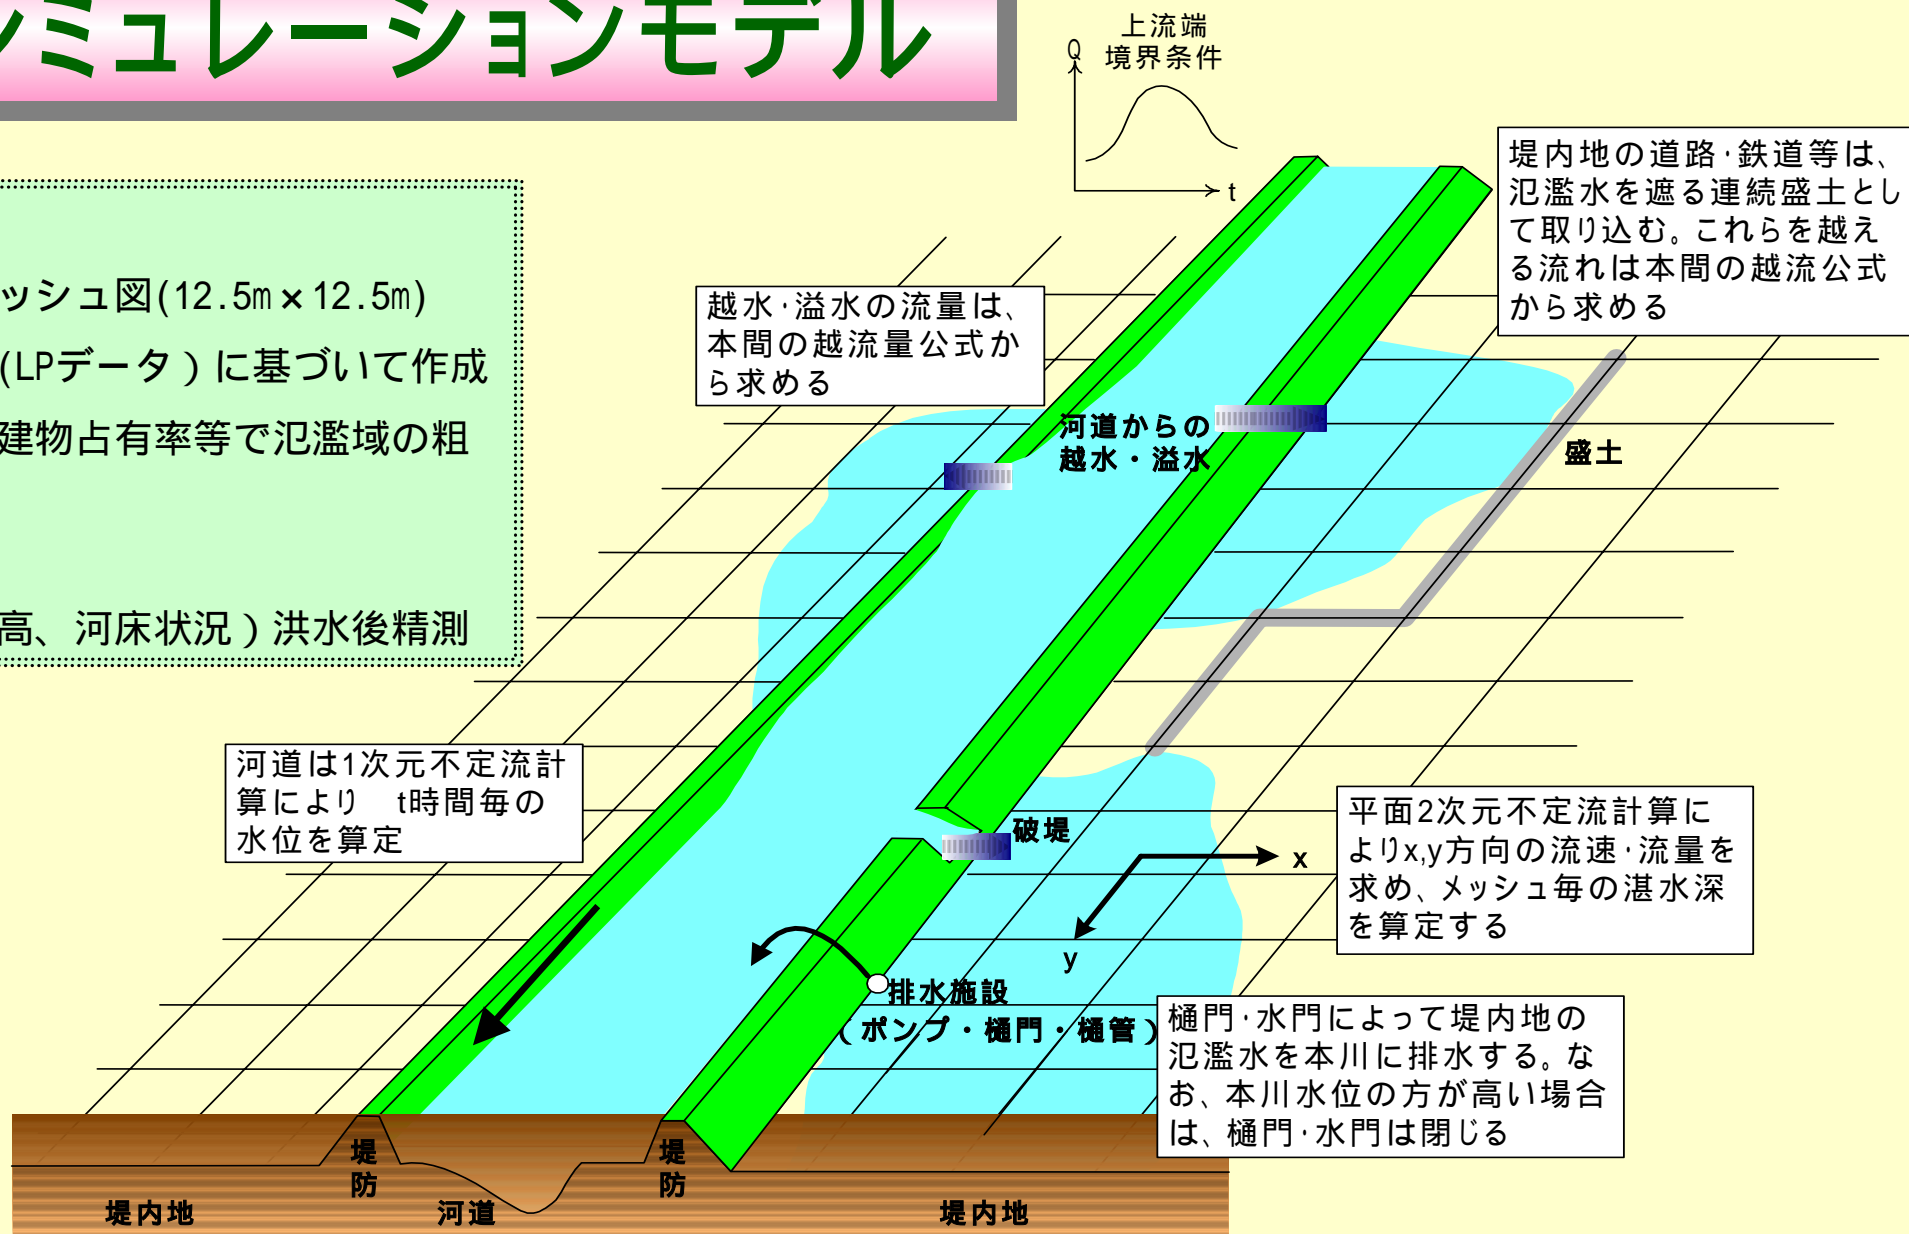 ミュレーションモデル
上流端
境界条件
Q
t
ッシュ図(12.5m×12.5m)
(LPデータ)に基づいて作成
建物占有率等で氾濫域の粗
高、河床状況)洪水後精測
越水・溢水の流量は、
本間の越流量公式か
ら求める
堤内地の道路・鉄道等は、
氾濫水を遮る連続盛土とし
て取り込む。これらを越え
る流れは本間の越流公式
から求める
河道からの
越水・溢水
盛土
河道は1次元不定流計
算により　t時間毎の
水位を算定
破堤
x
y
平面2次元不定流計算に
よりx,y方向の流速・流量を
求め、メッシュ毎の湛水深
を算定する
排水施設
(ポンプ・樋門・樋管)
樋門・水門によって堤内地の
氾濫水を本川に排水する。な
お、本川水位の方が高い場合
は、樋門・水門は閉じる
堤防
堤防
堤内地
河道
堤内地